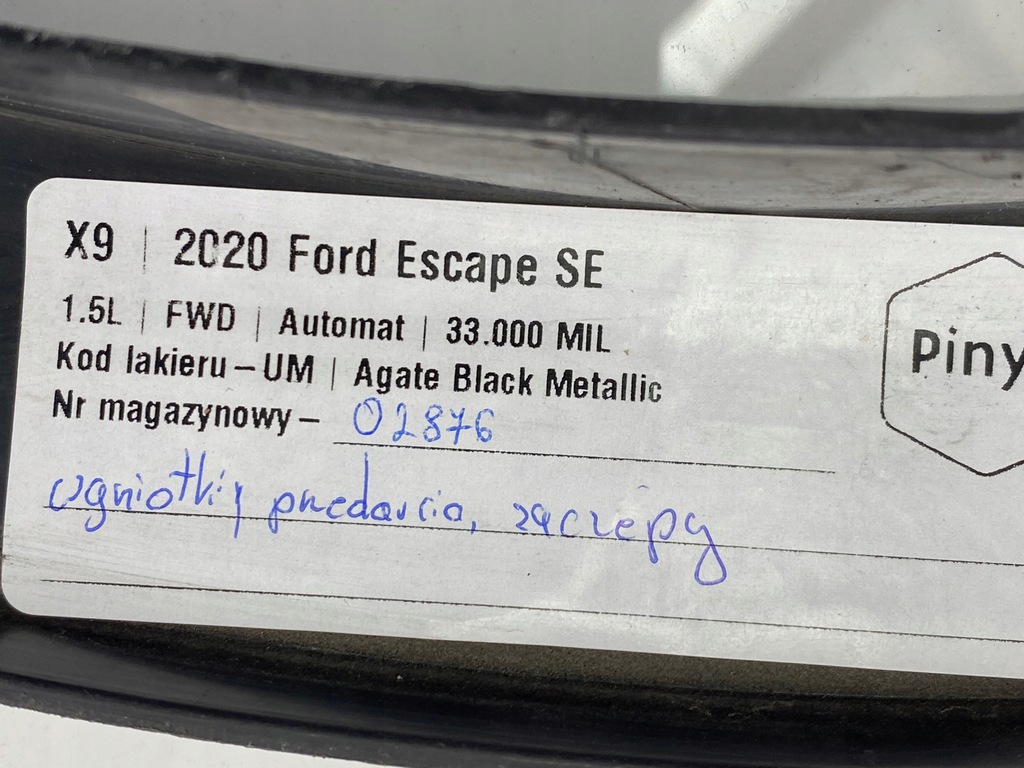 X9 | 2020 Ford Escape SE
1.5L | FWD | Automat | 33.000 MIL
Kod lakieru – UM | Agate Black Metallic
Nr magazynowy – 02876
wgniotki, przedarcia, zaczepy
Piny